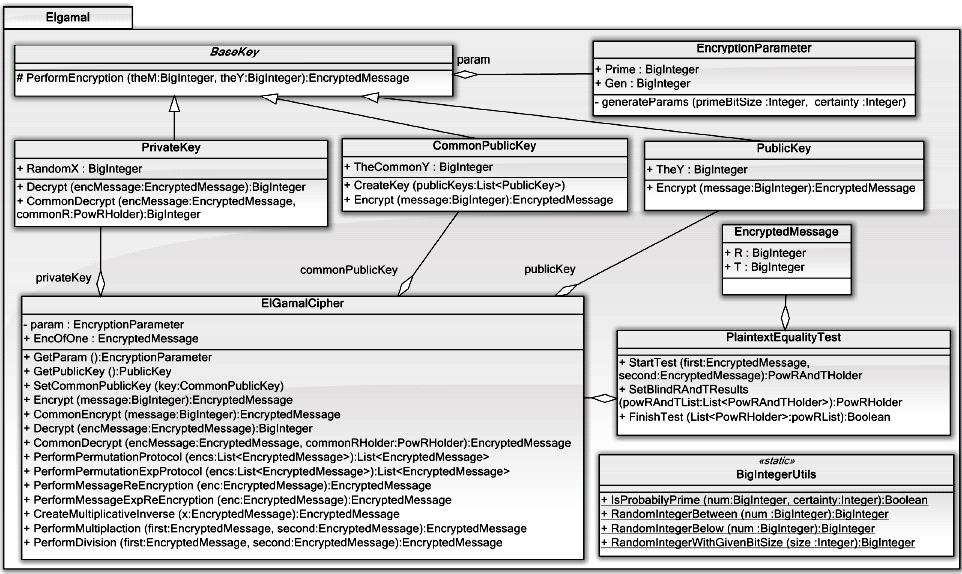 Elgamal
BaseKey
# PerformEncryption (theM:BigInteger, theY:BigInteger):EncryptedMessage
param
EncryptionParameter
+ Prime : BigInteger
+ Gen : BigInteger
- generateParams (primeBitSize :Integer, certainty :Integer)
PrivateKey
+ RandomX : BigInteger
+ Decrypt (encMessage:EncryptedMessage):BigInteger
+ CommonDecrypt (encMessage:EncryptedMessage,
commonR:PowRHolder):BigInteger
CommonPublicKey
+ TheCommonY : BigInteger
+ CreateKey (publicKeys:List<PublicKey>)
+ Encrypt (message:BigInteger):EncryptedMessage
PublicKey
+ TheY : BigInteger
+ Encrypt (message:BigInteger):EncryptedMessage
EncryptedMessage
+ R : BigInteger
+ T : BigInteger
privateKey
commonPublicKey
publicKey
ElGamalCipher
- param : EncryptionParameter
+ EncOfOne : EncryptedMessage
+ GetParam ():EncryptionParameter
+ GetPublicKey ():PublicKey
+ SetCommonPublicKey (key:CommonPublicKey)
+ Encrypt (message:BigInteger):EncryptedMessage
+ CommonEncrypt (message:BigInteger):EncryptedMessage
+ Decrypt (encMessage:EncryptedMessage):BigInteger
+ CommonDecrypt (encMessage:EncryptedMessage, commonRHolder:PowRHolder):EncryptedMessage
+ PerformPermutationProtocol (encs:List<EncryptedMessage>):List<EncryptedMessage>
+ PerformPermutationExpProtocol (encs:List<EncryptedMessage>):List<EncryptedMessage>
+ PerformMessageReEncryption (enc:EncryptedMessage):EncryptedMessage
+ PerformMessageExpReEncryption (enc:EncryptedMessage):EncryptedMessage
+ CreateMultiplicativeInverse (x:EncryptedMessage):EncryptedMessage
+ PerformMultiplaction (first:EncryptedMessage, second:EncryptedMessage):EncryptedMessage
+ PerformDivision (first:EncryptedMessage, second:EncryptedMessage):EncryptedMessage
PlaintextEqualityTest
+ StartTest (first:EncryptedMessage,
second:EncryptedMessage):PowRAndTHolder
+ SetBlindRAndTResults
(powRAndTList:List<PowRAndTHolder>):PowRHolder
+ FinishTest (List<PowRHolder>:powRList):Boolean
«static»
BigIntegerUtils
+ IsProbabilyPrime (num:BigInteger, certainty:Integer):Boolean
+ RandomIntegerBetween (num :BigInteger):BigInteger
+ RandomIntegerBelow (num :BigInteger):BigInteger
+ RandomIntegerWithGivenBitSize (size :Integer):BigInteger